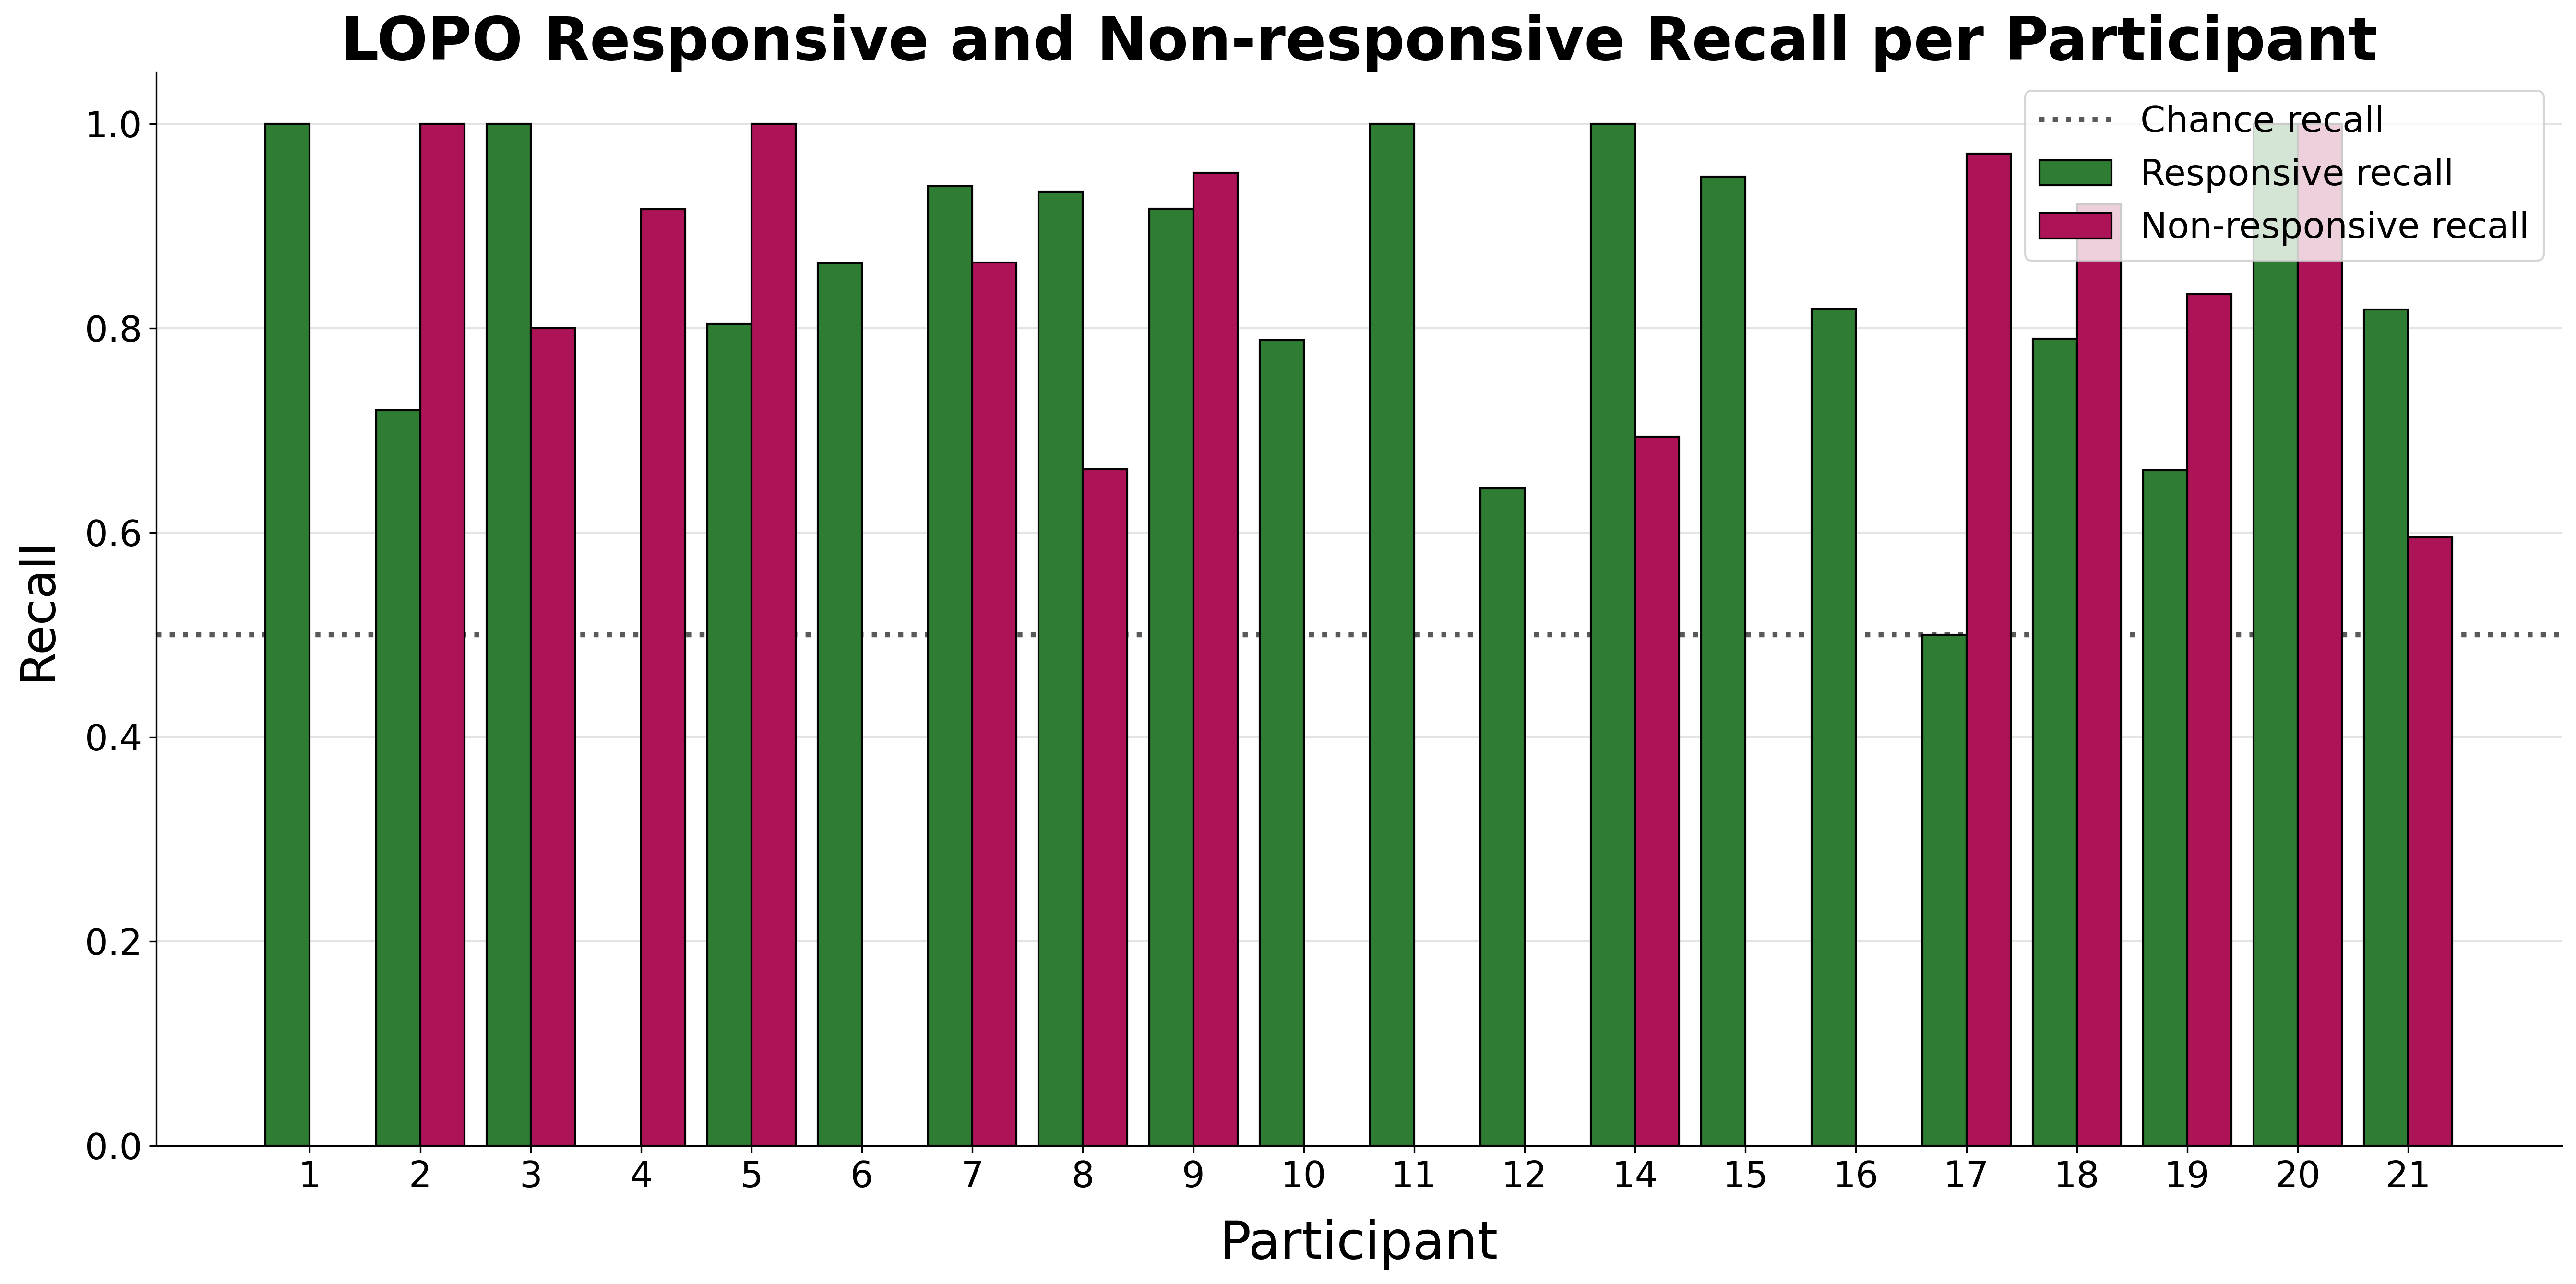 LOPO Responsive and Non-responsive Recall per Participant
Chance recall
Responsive recall
Non-responsive recall
1.0
0.8
0.6
0.4
0.2
0.0
Recall
1 2 3 4 5 6 7 8 9 10 11 12 14 15 16 17 18 19 20 21
Participant